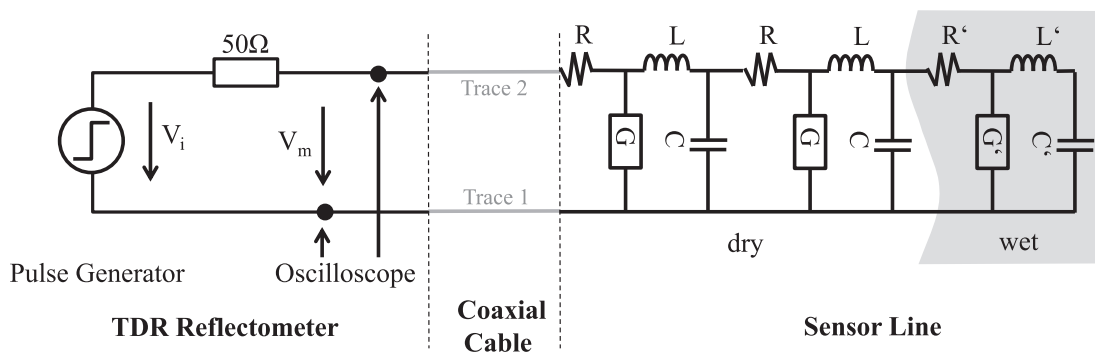 50Ω
R
L
R
L
R‘
L‘
Trace 2
V_i
V_m
G
C
G
C
G‘
C‘
Trace 1
dry
wet
Pulse Generator
Oscilloscope
TDR Reflectometer
Coaxial
Cable
Sensor Line